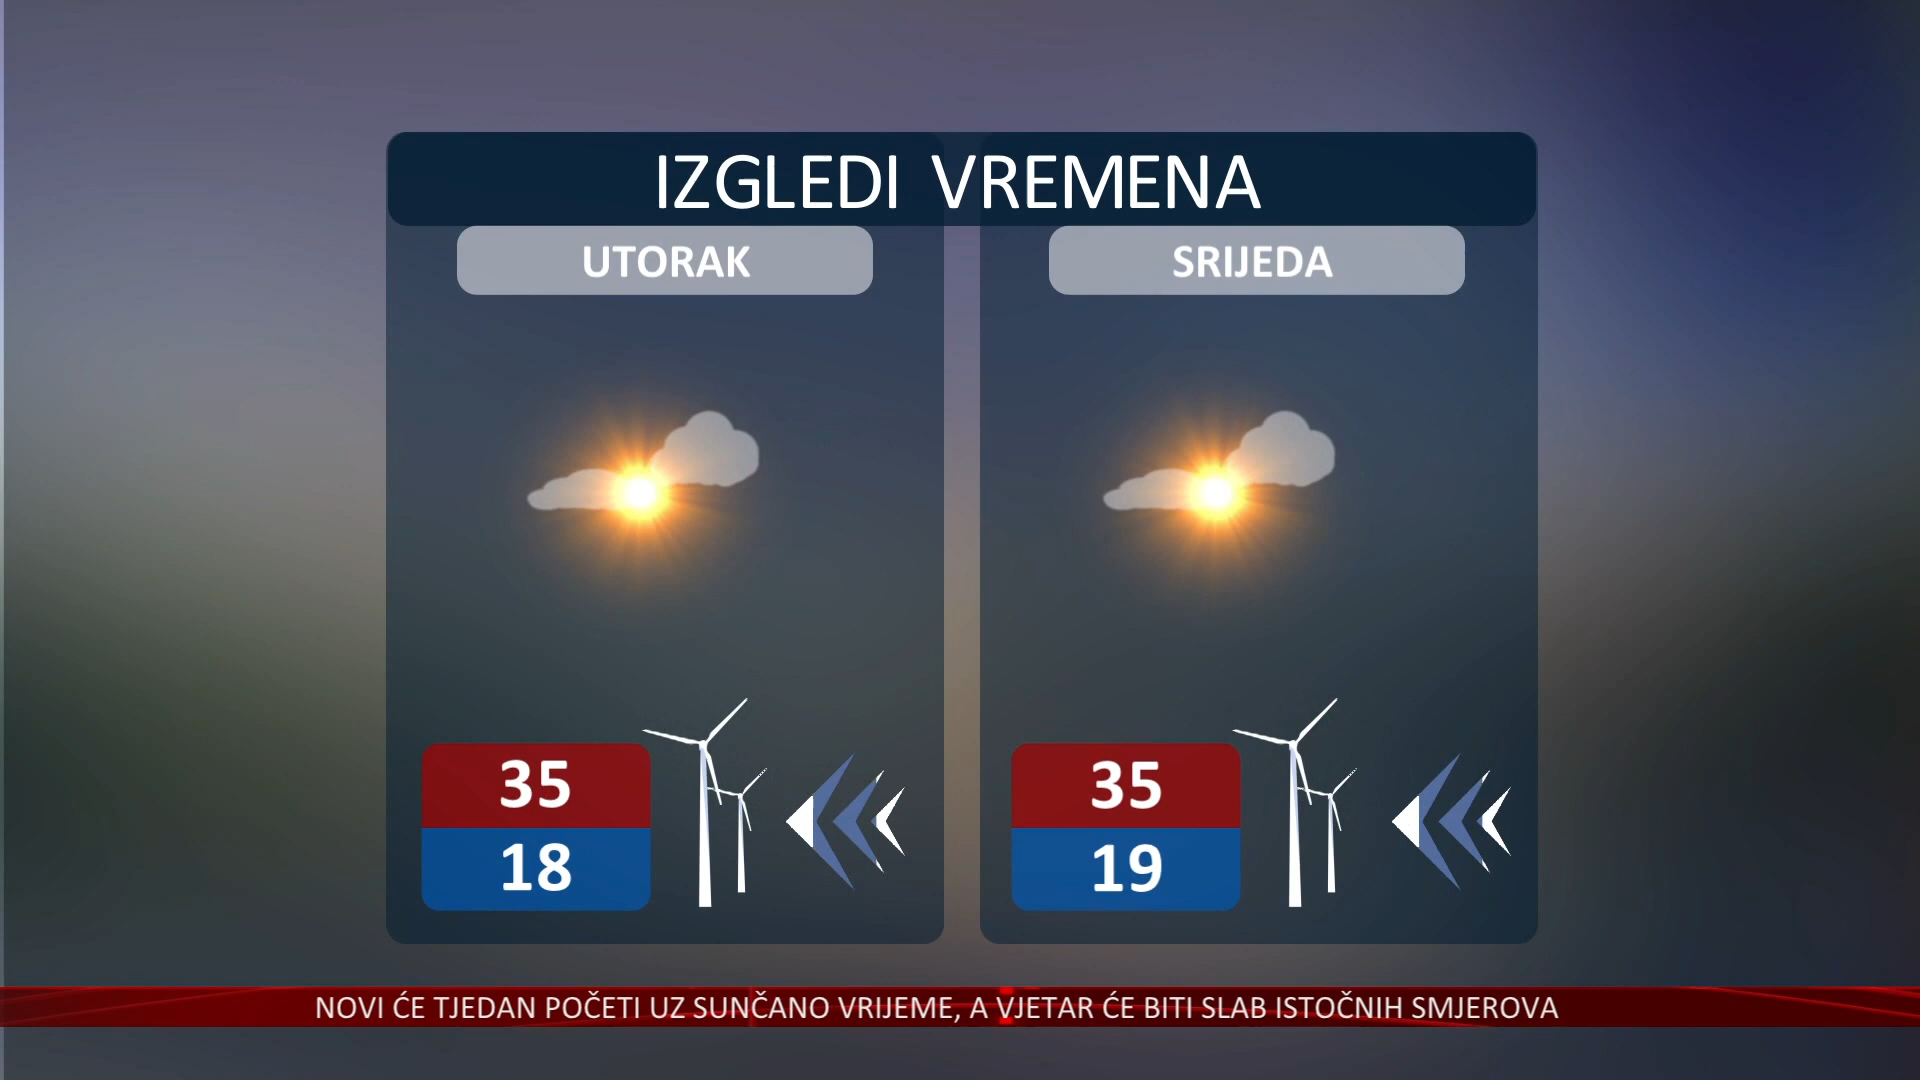 IZGLEDI VREMENA
UTORAK
SRIJEDA
35
18
35
19
NOVI ĆE TJEDAN POČETI UZ SUNČANO VRIJEME, A VJETAR ĆE BITI SLAB ISTOČNIH SMJEROVA